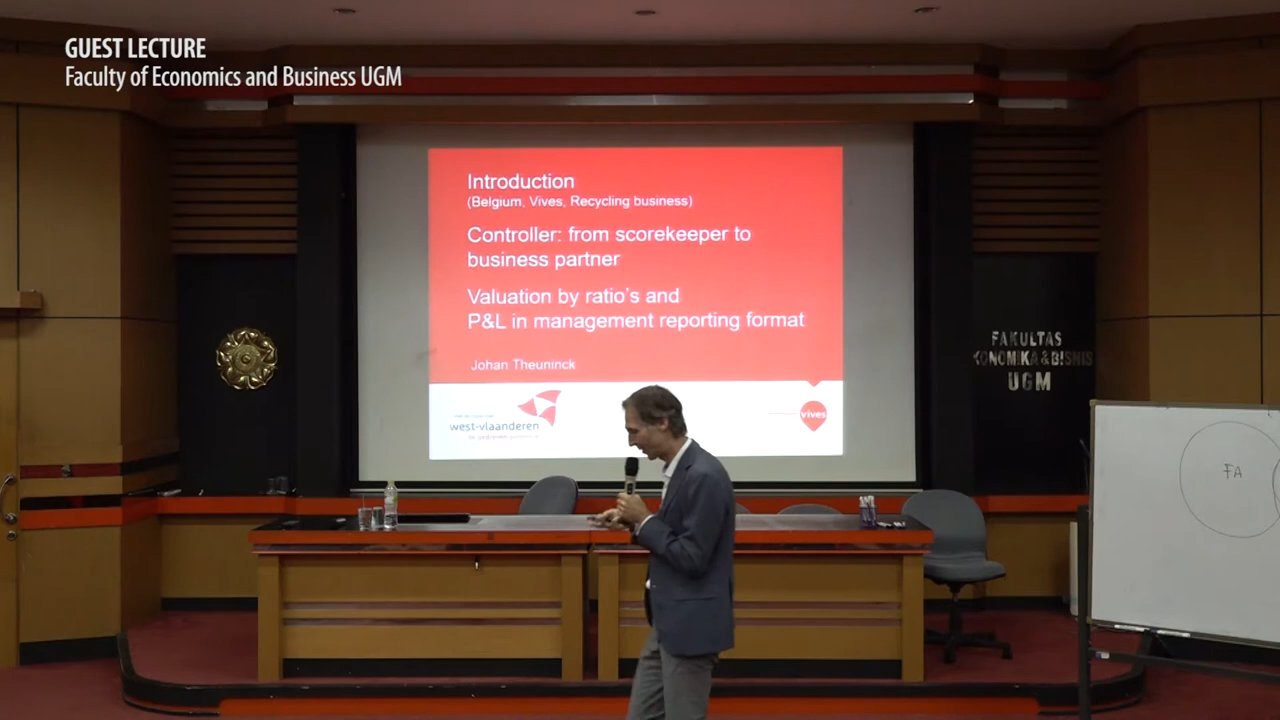 GUEST LECTURE
Faculty of Economics and Business UGM
Introduction
(Belgium, Vives, Recycling business)
Controller: from scorekeeper to
business partner
Valuation by ratio's and
P&L in management reporting format
Johan Theuninck
west-vlaanderen
vives
FAKULTAS
KONOMIKA & BISNIS
UGM
FA